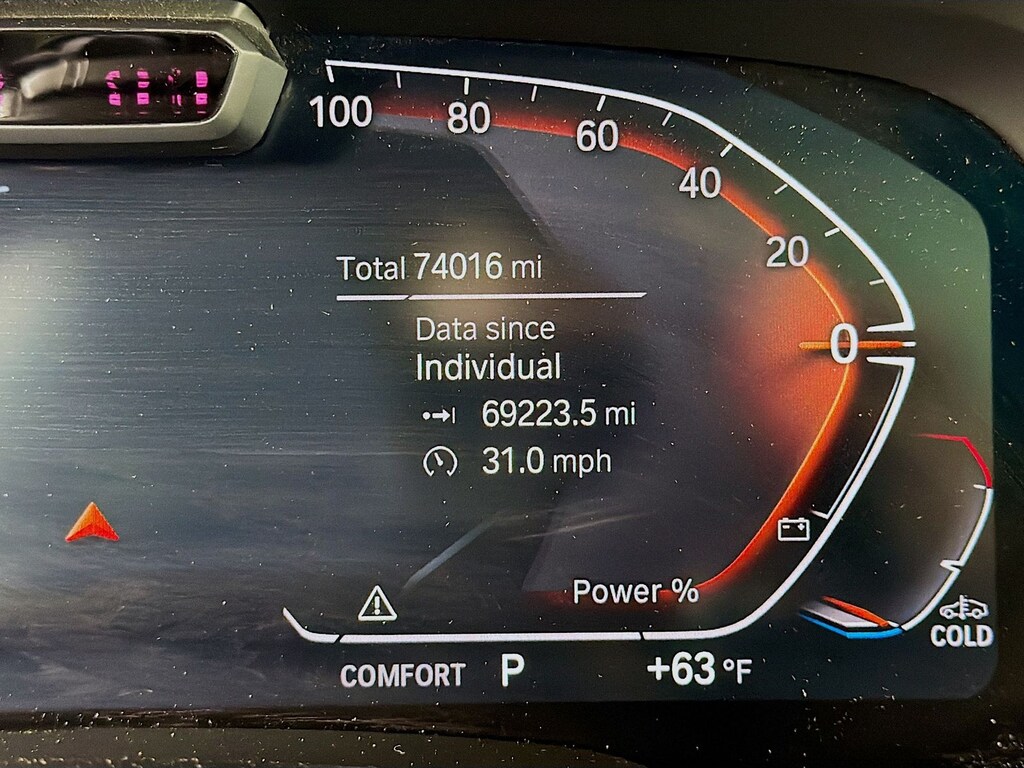 100
80
60
40
20
0
Total 74016 mi
Data since
Individual
69223.5 mi
31.0 mph
Power %
COLD
COMFORT P +63 °F